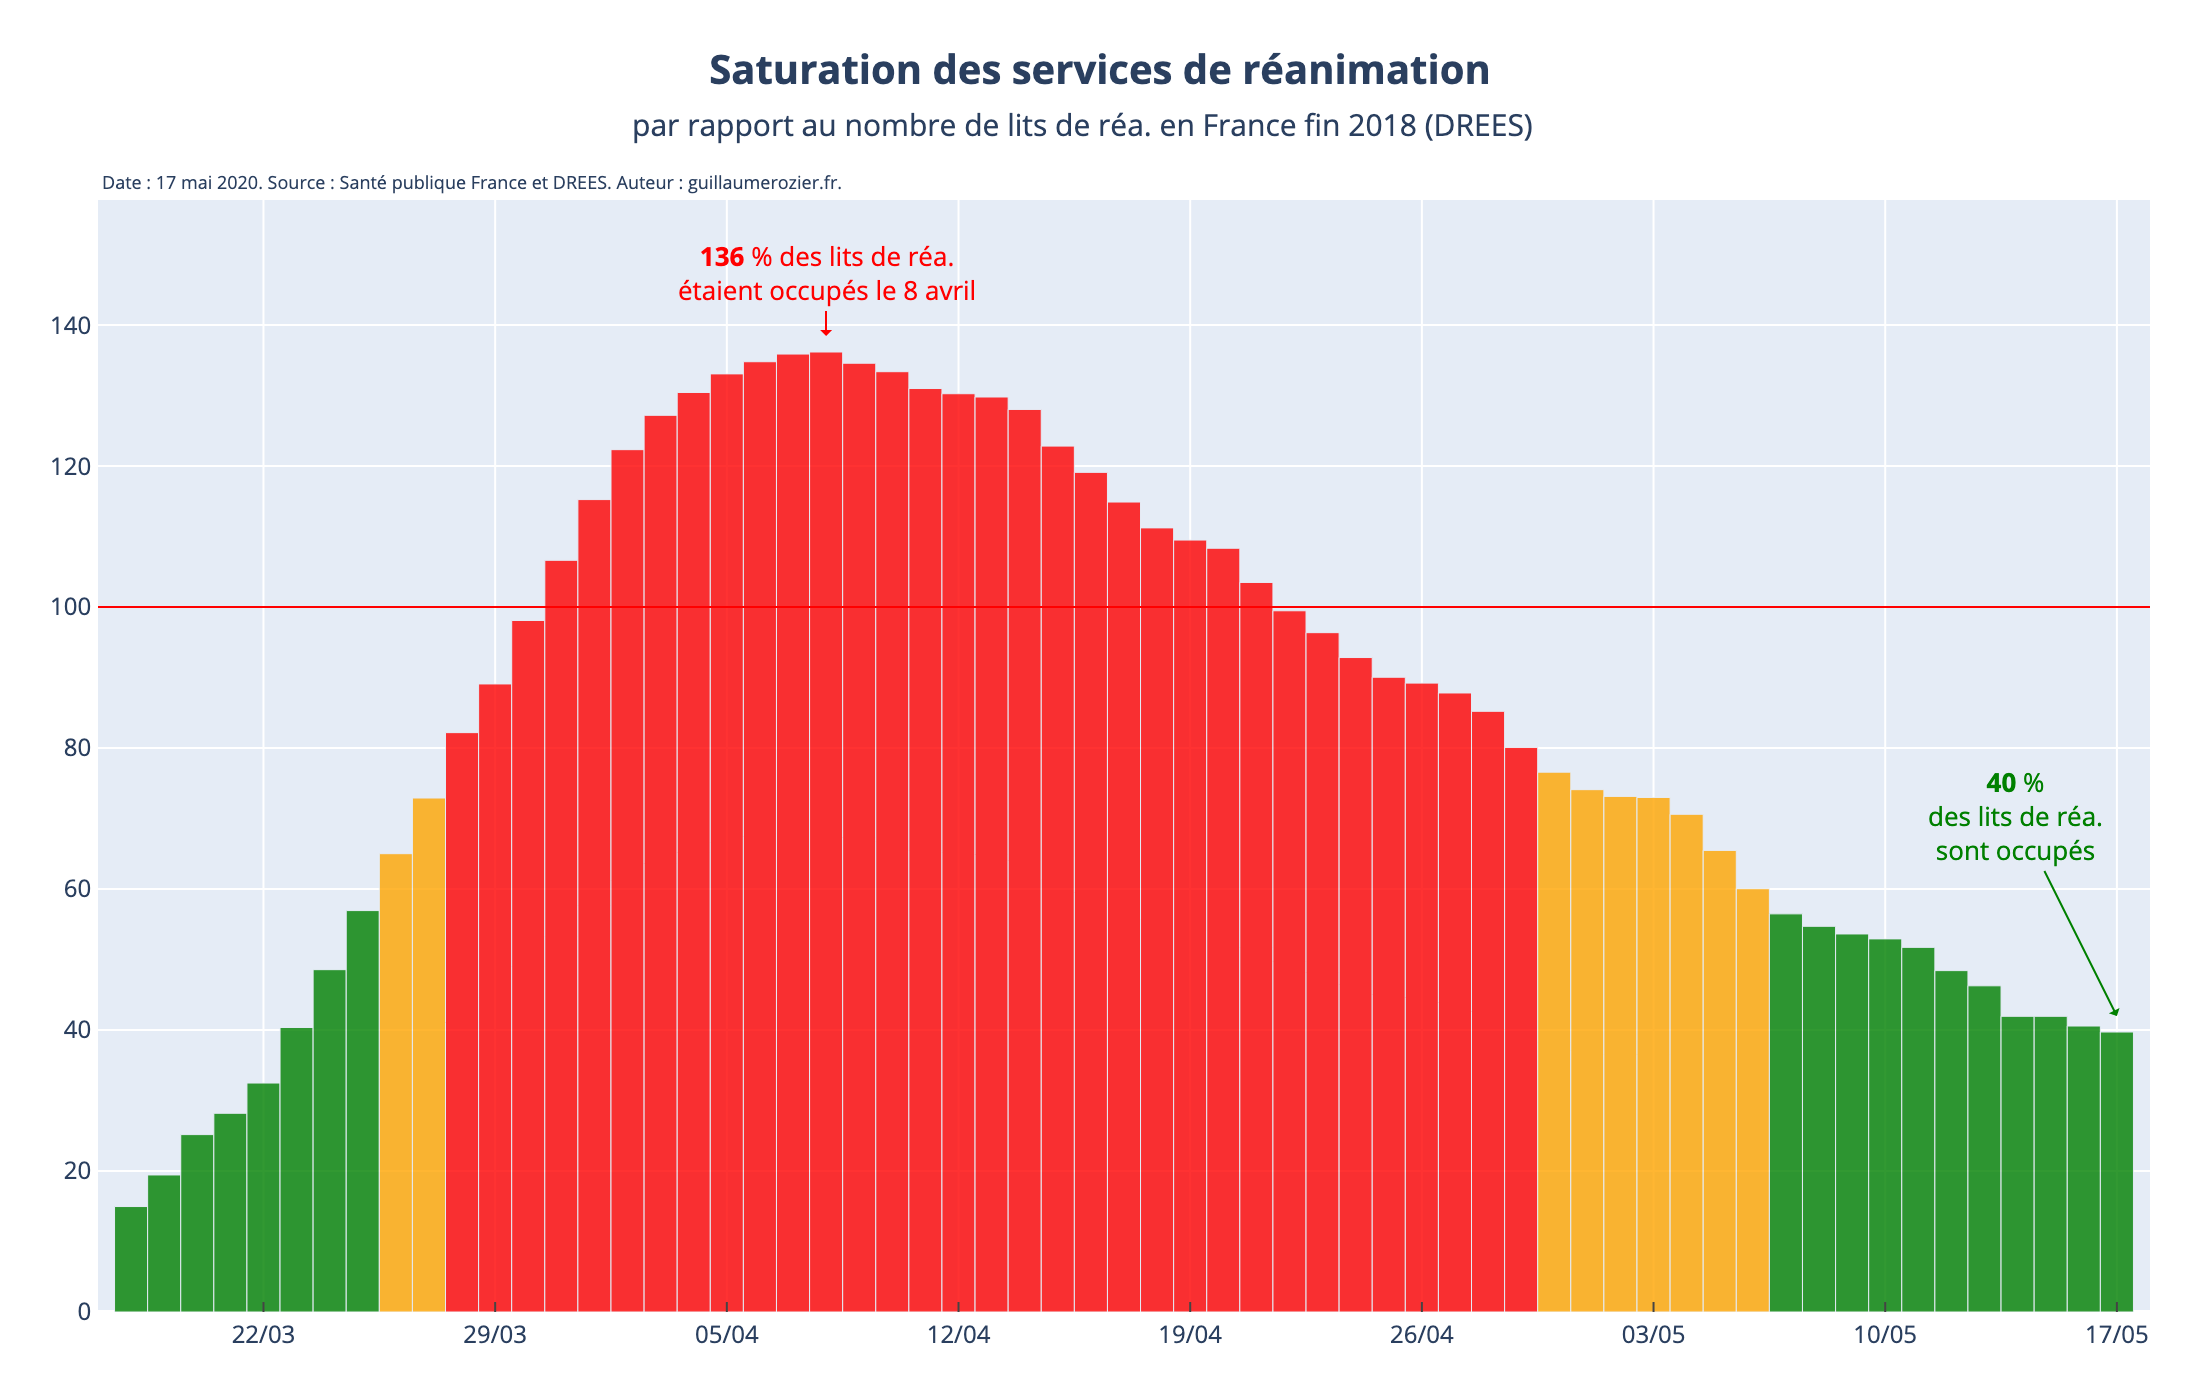 Saturation des services de réanimation
par rapport au nombre de lits de réa. en France fin 2018 (DREES)
Date : 17 mai 2020. Source : Santé publique France et DREES. Auteur : guillaumerozier.fr.
136 % des lits de réa.
étaient occupés le 8 avril
140
120
100
80
60
40
20
0
40 %
des lits de réa.
sont occupés
22/03
29/03
05/04
12/04
19/04
26/04
03/05
10/05
17/05